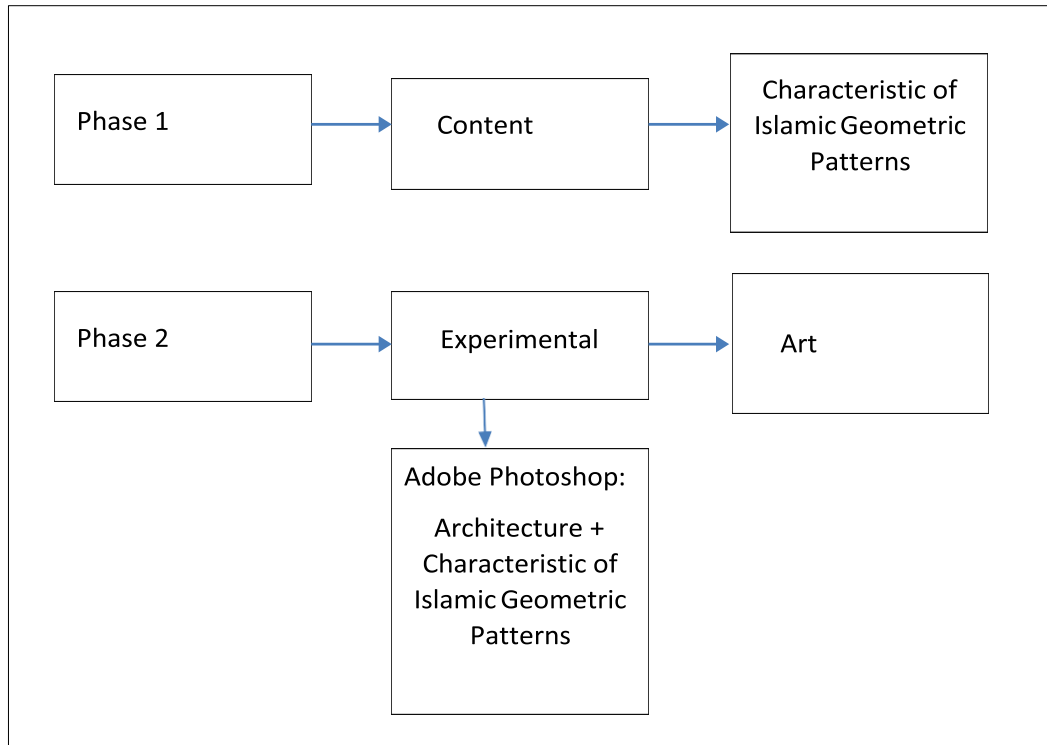 Phase 1
Content
Characteristic of
Islamic Geometric
Patterns
Phase 2
Experimental
Art
Adobe Photoshop:
Architecture +
Characteristic of
Islamic Geometric
Patterns